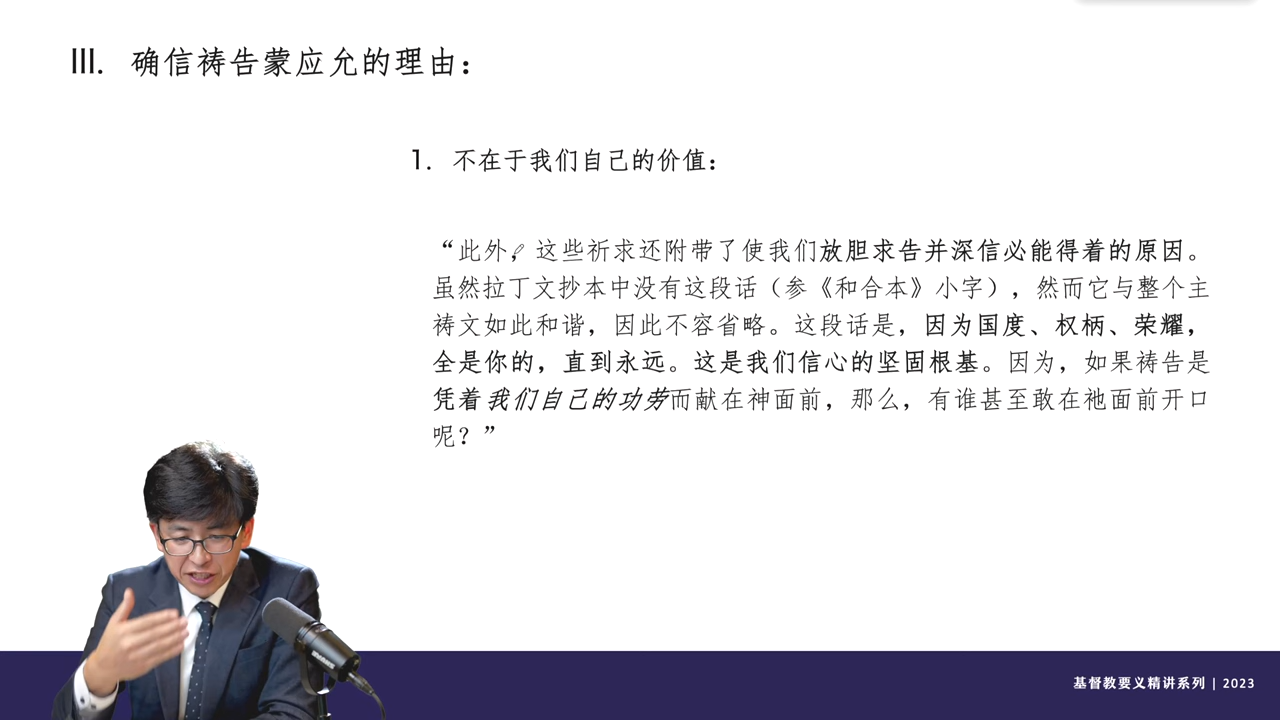 III. 确信祷告蒙应允的理由：
1. 不在于我们自己的价值：
“此外，这些祈求还附带了使我们放胆求告并深信必能得着的原因。
虽然拉丁文抄本中没有这段话（参《和合本》小字），然而它与整个主
祷文如此和谐，因此不容省略。这段话是，因为国度、权柄、荣耀，
全是你的，直到永远。这是我们信心的坚固根基。因为，如果祷告是
凭着我们自己的功劳而献在神面前，那么，有谁甚至敢在祂面前开口
呢？”
基督教要义精讲系列 | 2023